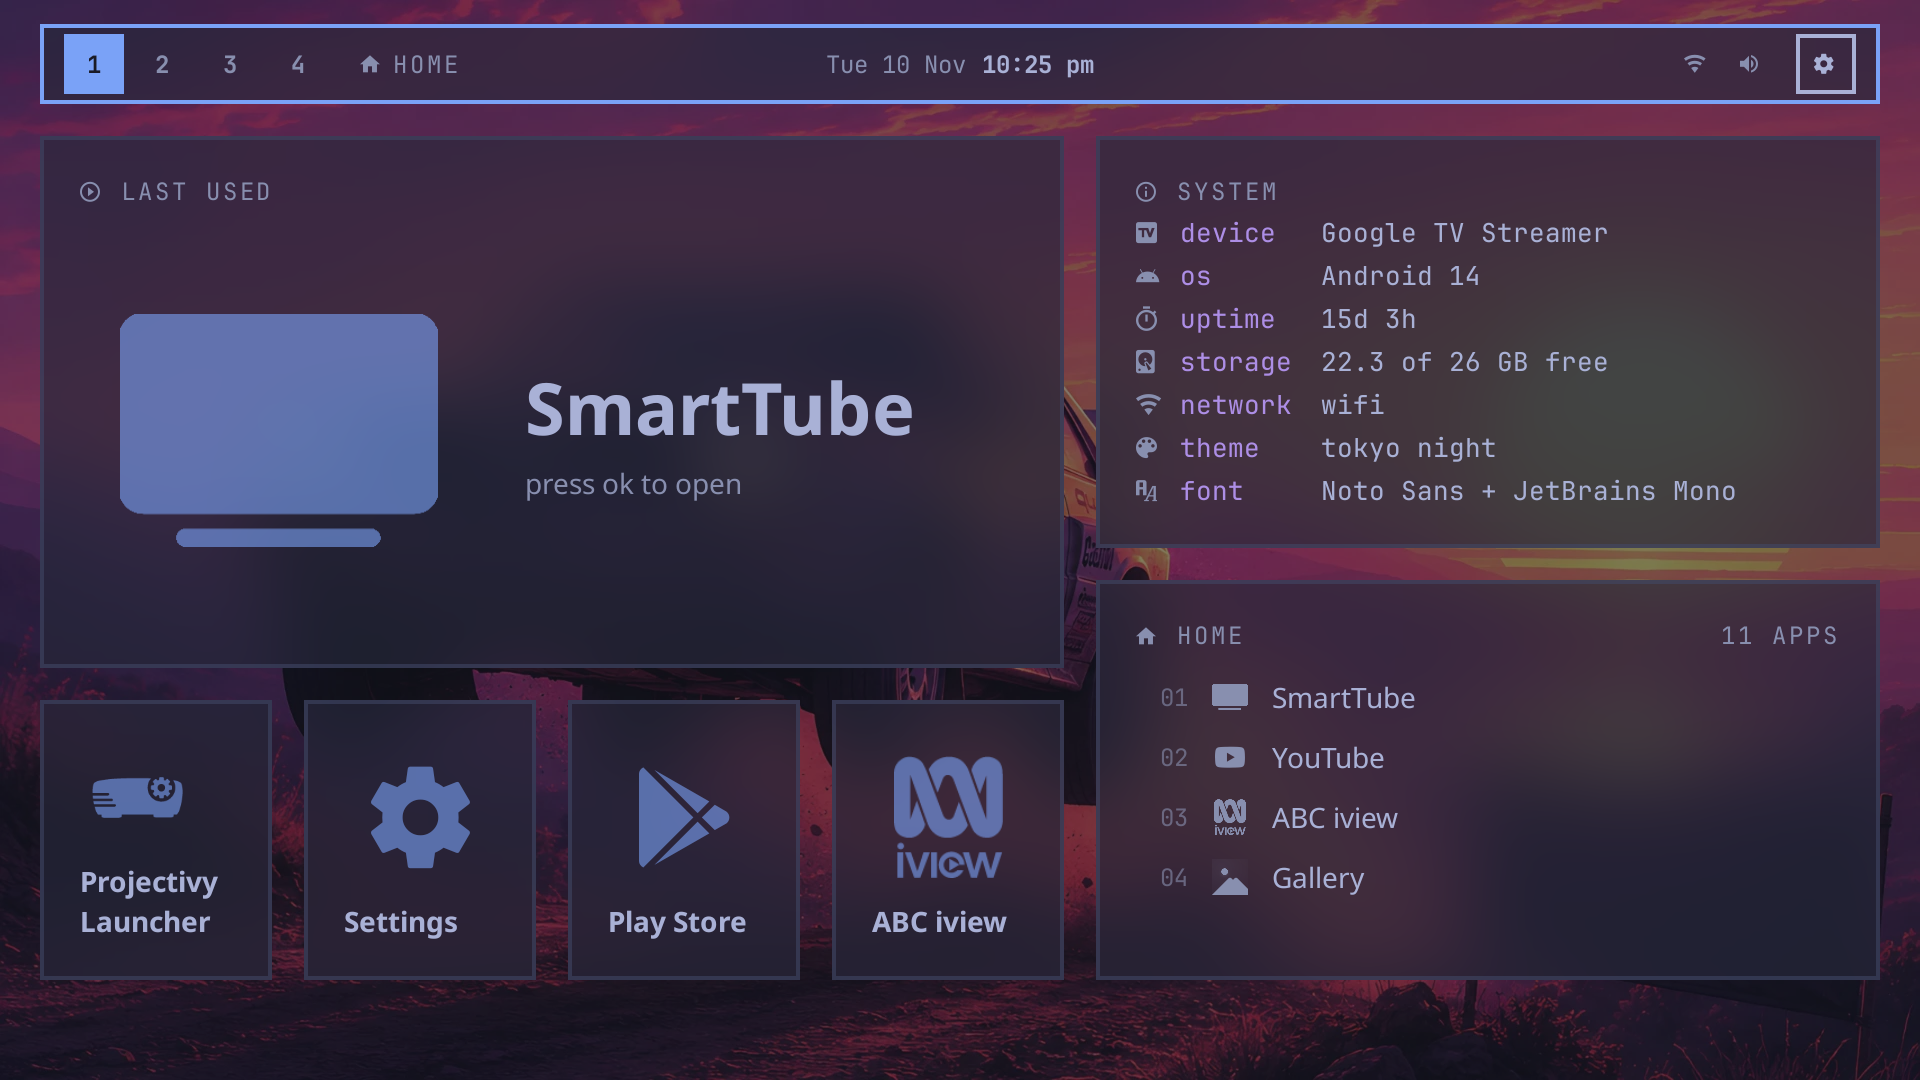 1 2 3 4 HOME Tue 10 Nov 10:25 pm
LAST USED
SmartTube
press ok to open
SYSTEM
device Google TV Streamer
os Android 14
uptime 15d 3h
storage 22.3 of 26 GB free
network wifi
theme tokyo night
font Noto Sans + JetBrains Mono
HOME 11 APPS
01 SmartTube
02 YouTube
03 iview ABC iview
04 Gallery
Projectivy
Launcher
Settings
Play Store
iview
ABC iview